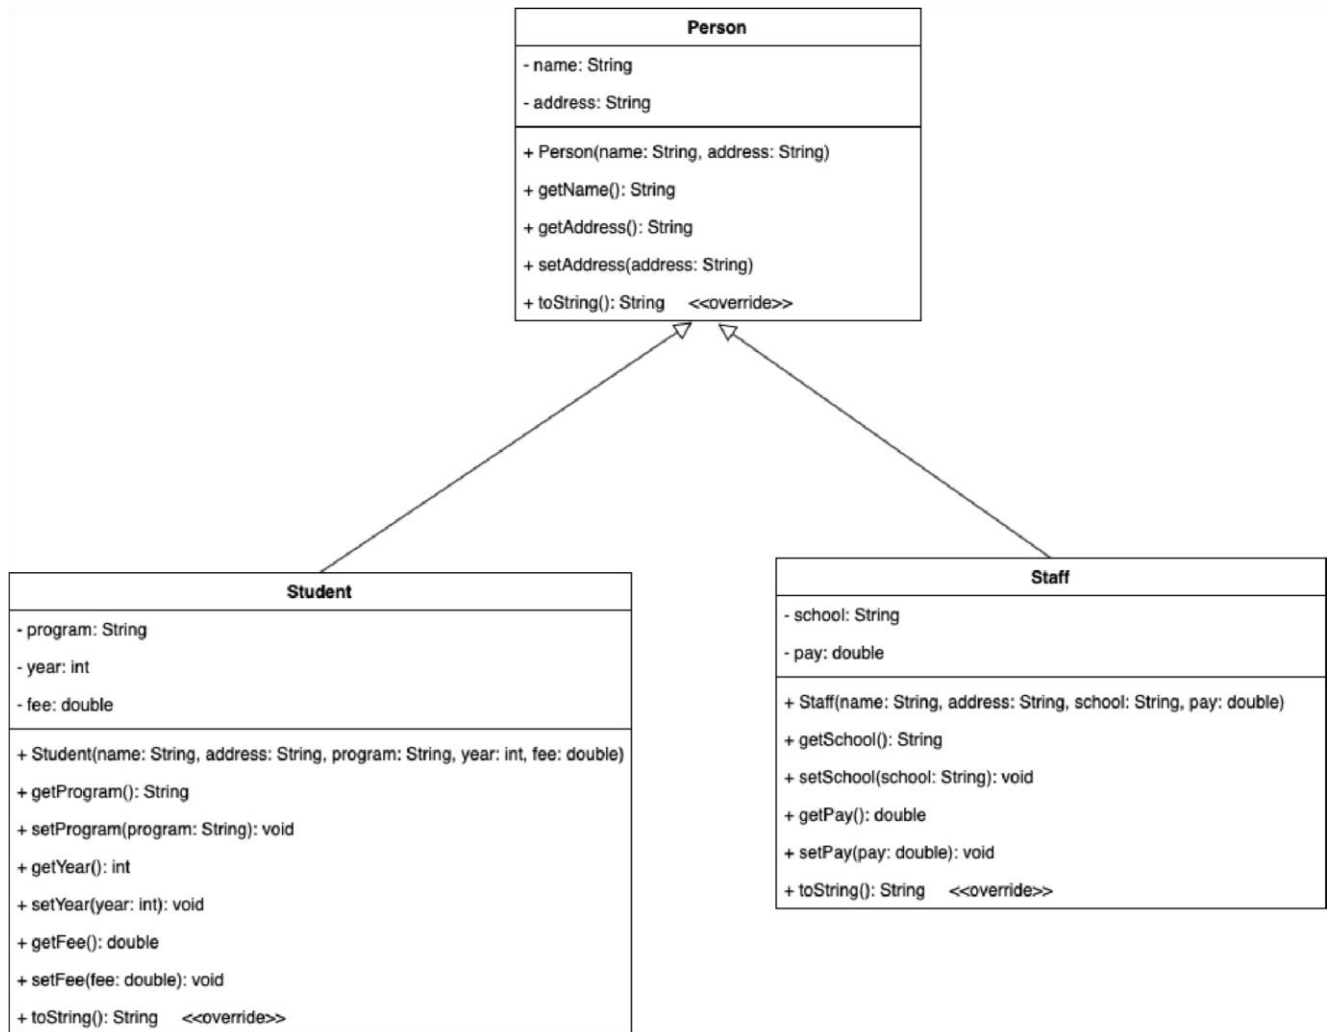 Person
- name: String
- address: String
+ Person(name: String, address: String)
+ getName(): String
+ getAddress(): String
+ setAddress(address: String)
+ toString(): String <<override>>
Student
- program: String
- year: int
- fee: double
+ Student(name: String, address: String, program: String, year: int, fee: double)
+ getProgram(): String
+ setProgram(program: String): void
+ getYear(): int
+ setYear(year: int): void
+ getFee(): double
+ setFee(fee: double): void
+ toString(): String <<override>>
Staff
- school: String
- pay: double
+ Staff(name: String, address: String, school: String, pay: double)
+ getSchool(): String
+ setSchool(school: String): void
+ getPay(): double
+ setPay(pay: double): void
+ toString(): String <<override>>